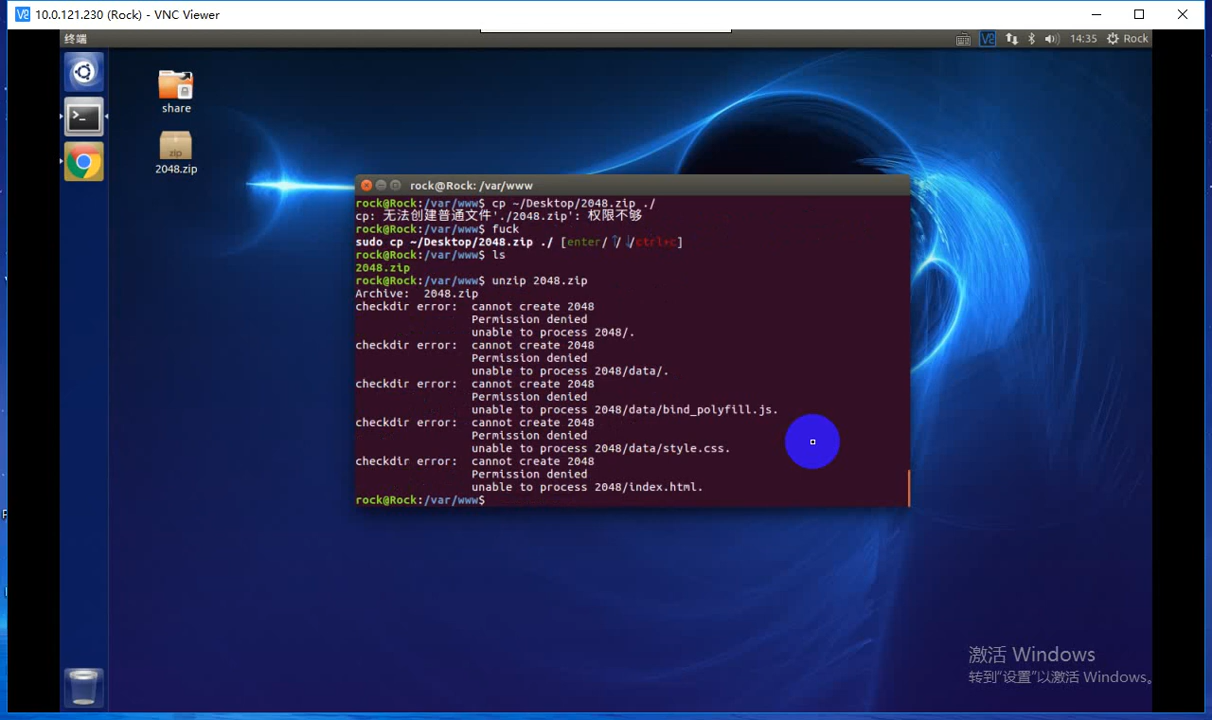 10.0.121.230 (Rock) - VNC Viewer
终端
14:35 Rock
share
zip
2048.zip
rock@Rock: /var/www
rock@Rock:/var/www$ cp ~/Desktop/2048.zip ./
cp: 无法创建普通文件'./2048.zip': 权限不够
rock@Rock:/var/www$ fuck
sudo cp ~/Desktop/2048.zip ./ [enter/↑/↓/ctrl+c]
rock@Rock:/var/www$ ls
2048.zip
rock@Rock:/var/www$ unzip 2048.zip
Archive:  2048.zip
checkdir error:  cannot create 2048
Permission denied
unable to process 2048/.
checkdir error:  cannot create 2048
Permission denied
unable to process 2048/data/.
checkdir error:  cannot create 2048
Permission denied
unable to process 2048/data/bind_polyfill.js.
checkdir error:  cannot create 2048
Permission denied
unable to process 2048/data/style.css.
checkdir error:  cannot create 2048
Permission denied
unable to process 2048/index.html.
rock@Rock:/var/www$
激活 Windows
转到"设置"以激活 Windows。